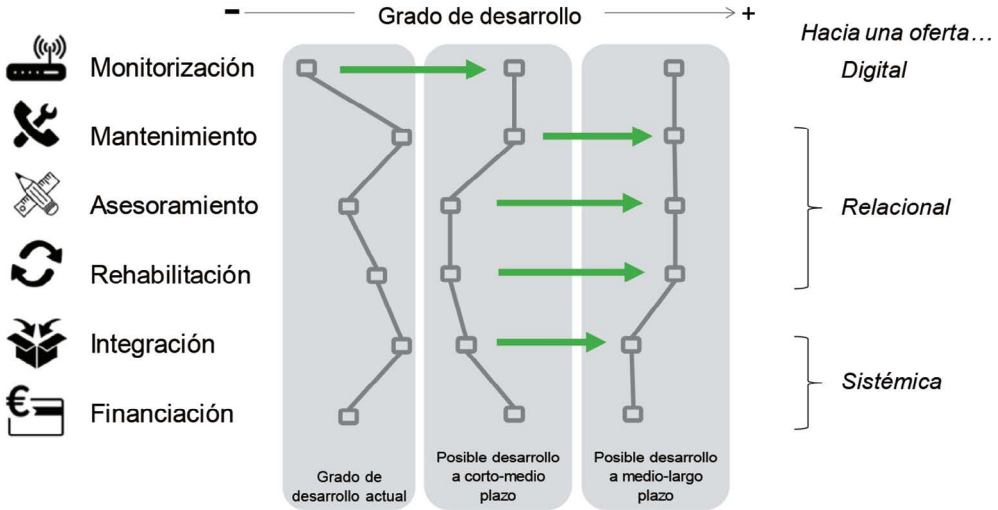 − Grado de desarrollo +
Hacia una oferta…
Monitorización
Digital
Mantenimiento
Asesoramiento
Relacional
Rehabilitación
Integración
Sistémica
€ Financiación
Grado de
desarrollo actual
Posible desarrollo
a corto-medio
plazo
Posible desarrollo
a medio-largo
plazo